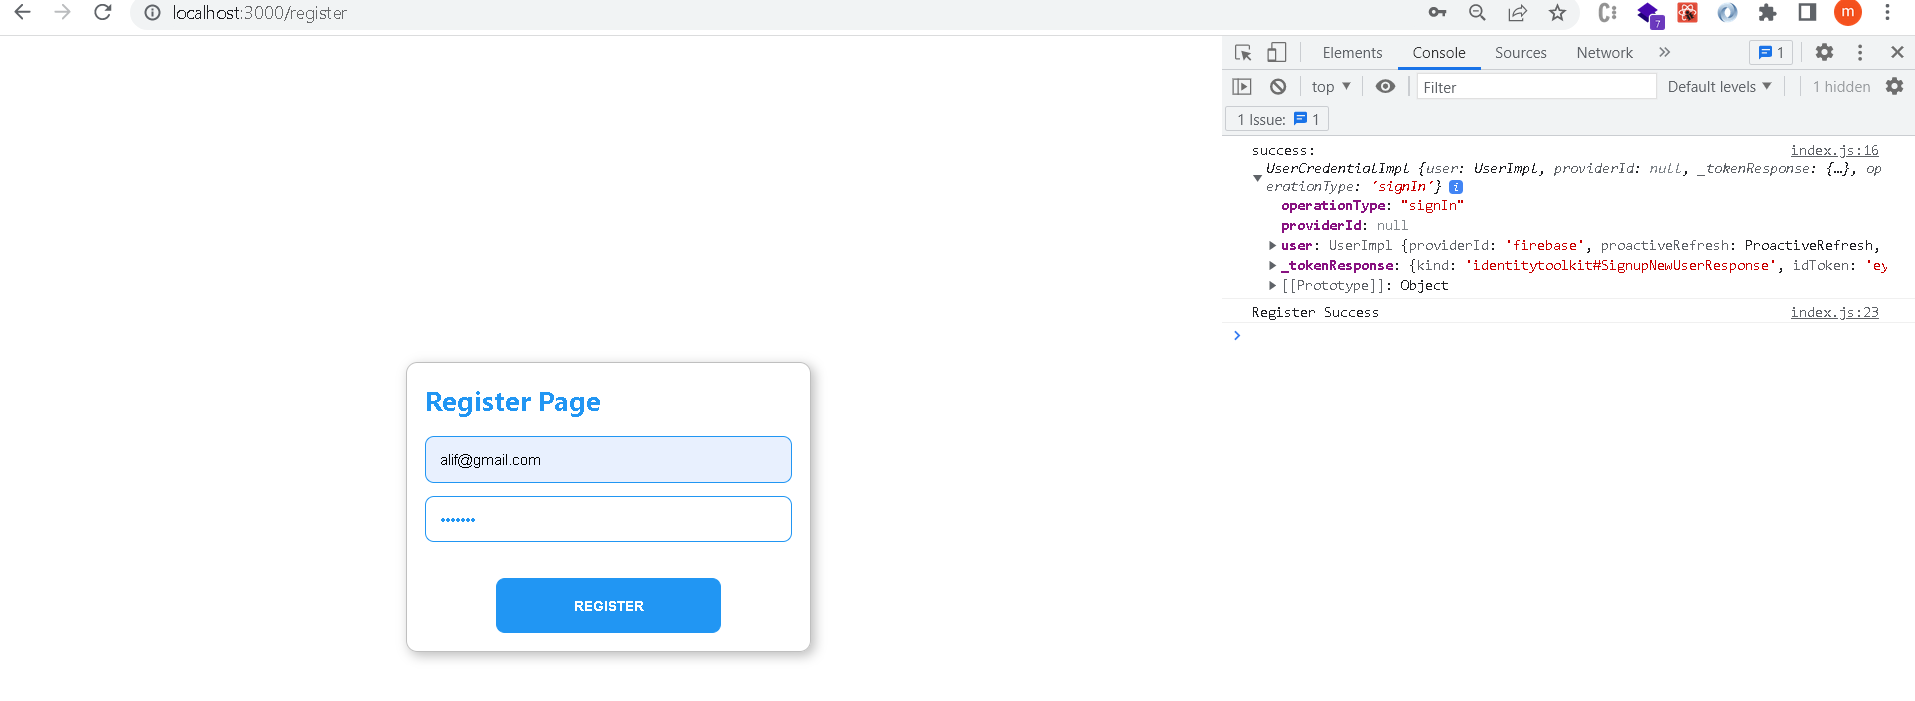 localhost:3000/register
7
m
Elements Console Sources Network
1
top
Filter
Default levels
1 hidden
1 Issue: 1
success: index.js:16
UserCredentialImpl {user: UserImpl, providerId: null, _tokenResponse: {…}, op
erationType: 'signIn'} i
operationType: "signIn"
providerId: null
user: UserImpl {providerId: 'firebase', proactiveRefresh: ProactiveRefresh,
_tokenResponse: {kind: 'identitytoolkit#SignupNewUserResponse', idToken: 'ey
[[Prototype]]: Object
Register Success index.js:23
Register Page
alif@gmail.com
•••••••
REGISTER